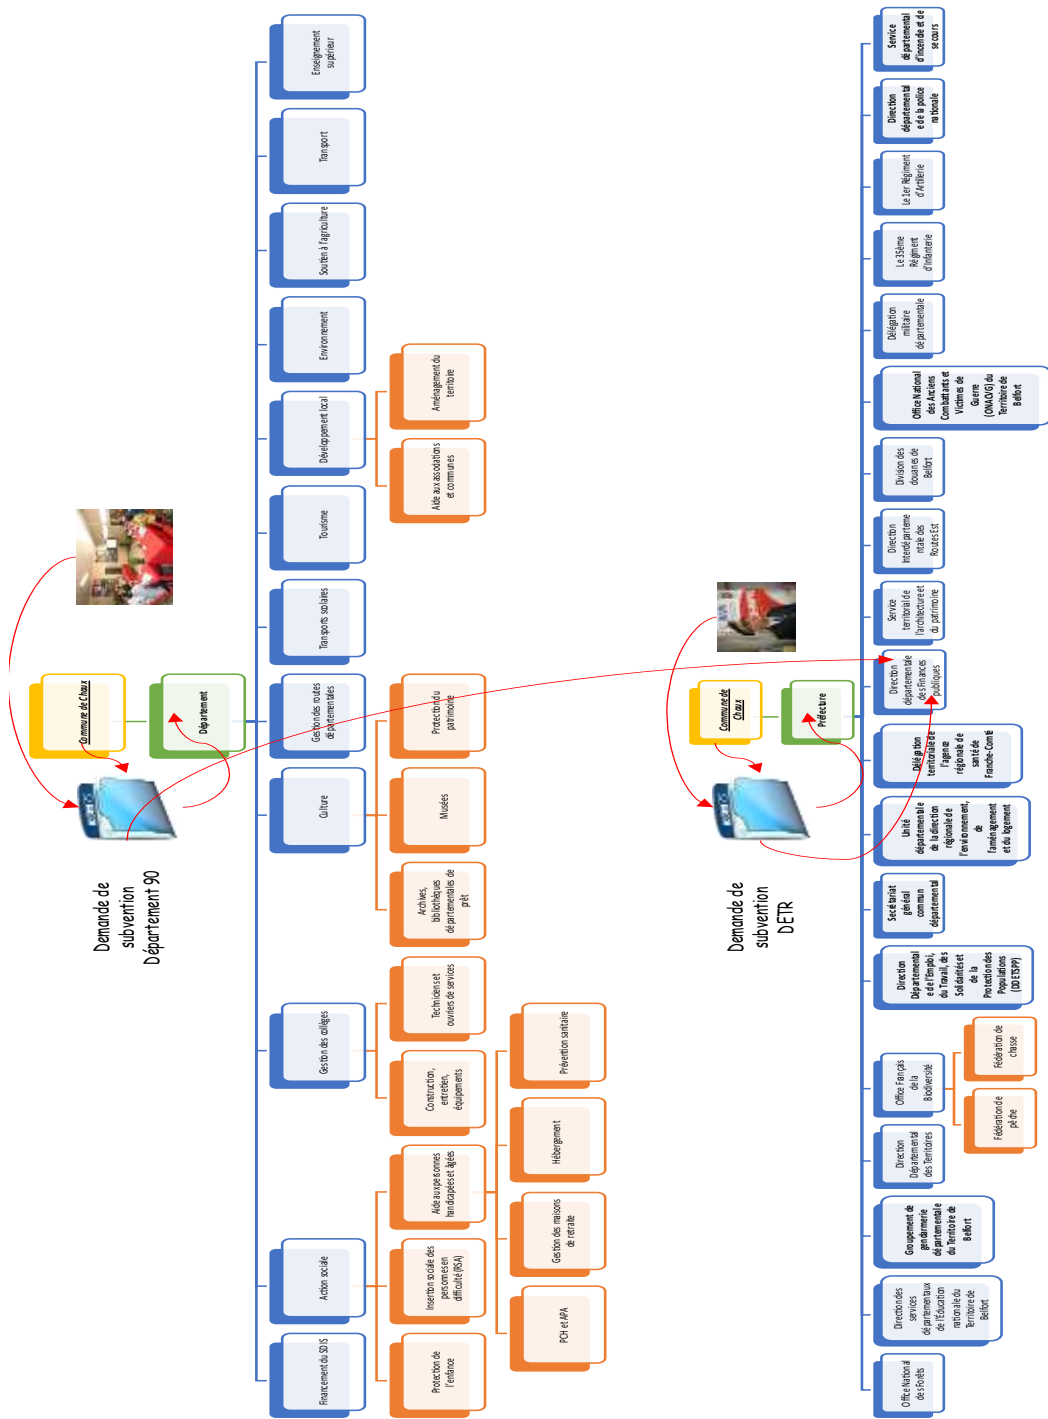 Demande de
subvention
Département 90
Commune de Chaux
Département
Financement du SDIS
Action sociale
Gestion des collèges
Culture
Gestion des routes
départementales
Transports scolaires
Tourisme
Développement local
Environnement
Soutien à l'agriculture
Transport
Enseignement
supérieur
Protection de
l'enfance
Insertion sociale des
personnes en
difficulté (RSA)
Aide aux personnes
handicapées et âgées
Construction,
entretien,
équipements
Techniciens et
ouvriers de services
Archives,
bibliothèques
départementales de
prêt
Musées
Protection du
patrimoine
Aide aux associations
et communes
Aménagement du
territoire
PCH et APA
Gestion des maisons
de retraite
Hébergement
Prévention sanitaire
Demande de
subvention
DETR
Commune de
Chaux
Préfecture
Office National
des Forêts
Direction des
services
départementaux
de l'Éducation
nationale du
Territoire de
Belfort
Groupement de
gendarmerie
départementale
du Territoire de
Belfort
Direction
Départemental
des Territoires
Office Français
de la
Biodiversité
Direction
Départemental
e de l'Emploi,
du Travail, des
Solidarités et
de la
Protection des
Populations
(DDETSPP)
Secrétariat
général
commun
départemental
Unité
départementale
de la direction
régionale de
l'environnement,
de
l'aménagement
et du logement
Délégation
territoriale de
l'agence
régionale de
santé de
Franche-Comté
Direction
départementale
des Finances
publiques
Service
territorial de
l'architecture et
du patrimoine
Direction
Interdéparteme
ntale des
Routes Est
Division des
douanes de
Belfort
Office National
des Anciens
Combattants et
Victimes de
Guerre
(ONACVG) du
Territoire de
Belfort
Délégation
militaire
départementale
Le 35ème
Régiment
d'Infanterie
Le 1er Régiment
d'Artillerie
Direction
départemental
e de la police
nationale
Service
départemental
d'incendie et de
secours
Fédération de
pêche
Fédération de
chasse